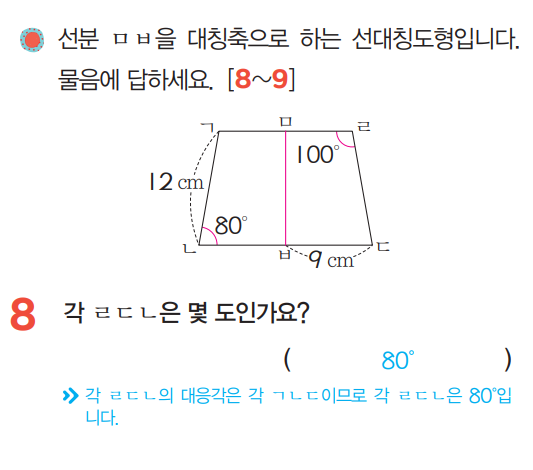 선분 ㅁㅂ을 대칭축으로 하는 선대칭도형입니다.
물음에 답하세요. [8~9]
ㄱ ㅁ ㄹ
100°
12 cm
80°
ㄴ ㅂ ㄷ
9 cm
8 각 ㄹㄷㄴ은 몇 도인가요?
( 80° )
≫ 각 ㄹㄷㄴ의 대응각은 각 ㄱㄴㄷ이므로 각 ㄹㄷㄴ은 80°입
니다.